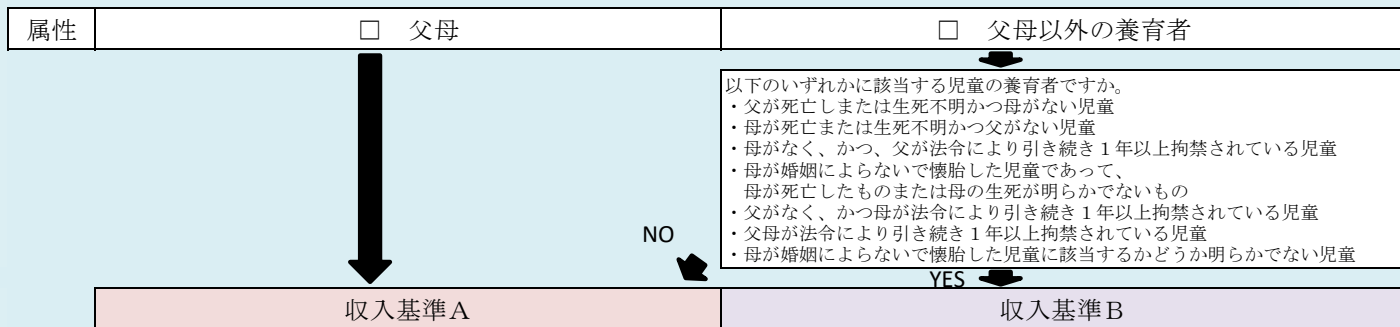 属性
□ 父母
□ 父母以外の養育者
以下のいずれかに該当する児童の養育者ですか。
・父が死亡しまたは生死不明かつ母がない児童
・母が死亡または生死不明かつ父がない児童
・母がなく、かつ、父が法令により引き続き１年以上拘禁されている児童
・母が婚姻によらないで懐胎した児童であって、
母が死亡したものまたは母の生死が明らかでないもの
・父がなく、かつ母が法令により引き続き１年以上拘禁されている児童
・父母が法令により引き続き１年以上拘禁されている児童
・母が婚姻によらないで懐胎した児童に該当するかどうか明らかでない児童
NO
YES
収入基準Ａ
収入基準Ｂ